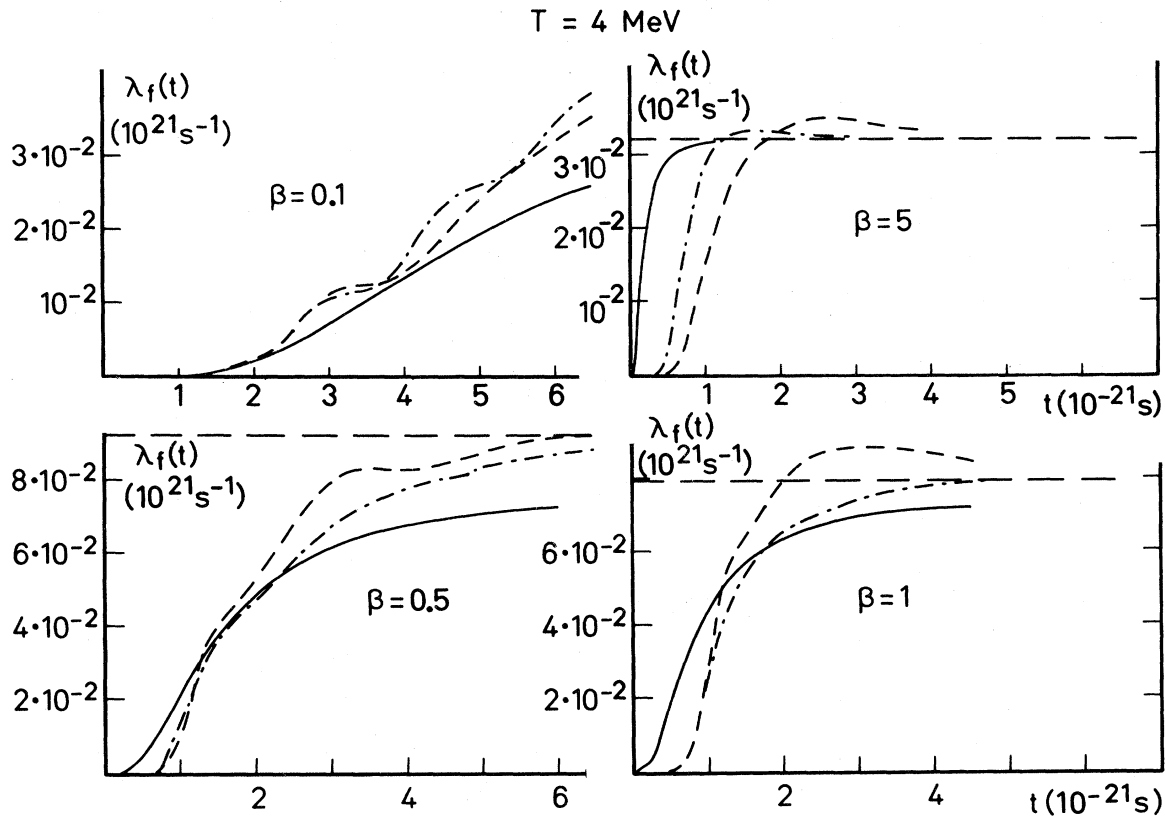 T = 4 MeV
λf(t)
(10²¹s⁻¹)
3·10⁻²
2·10⁻²
10⁻²
β=0.1
1 2 3 4 5 6
λf(t)
(10²¹s⁻¹)
3·10⁻²
2·10⁻²
10⁻²
β=5
1 2 3 4 5 t(10⁻²¹s)
λf(t)
(10²¹s⁻¹)
8·10⁻²
6·10⁻²
4·10⁻²
2·10⁻²
β=0.5
2 4 6
λf(t)
(10²¹s⁻¹)
6·10⁻²
4·10⁻²
2·10⁻²
β=1
2 4 t(10⁻²¹s)